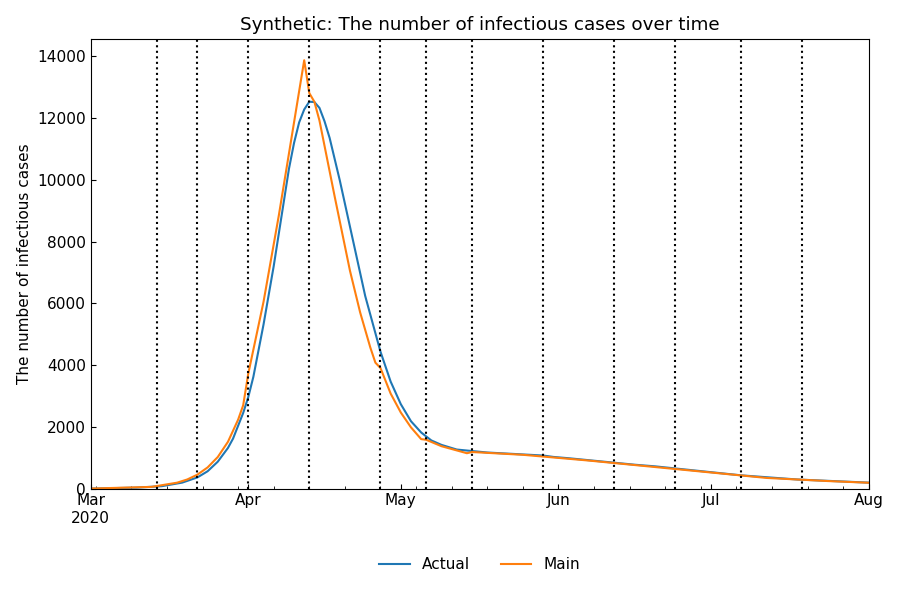 Synthetic: The number of infectious cases over time
The number of infectious cases
14000
12000
10000
8000
6000
4000
2000
0
Mar Apr May Jun Jul Aug
2020
Actual Main